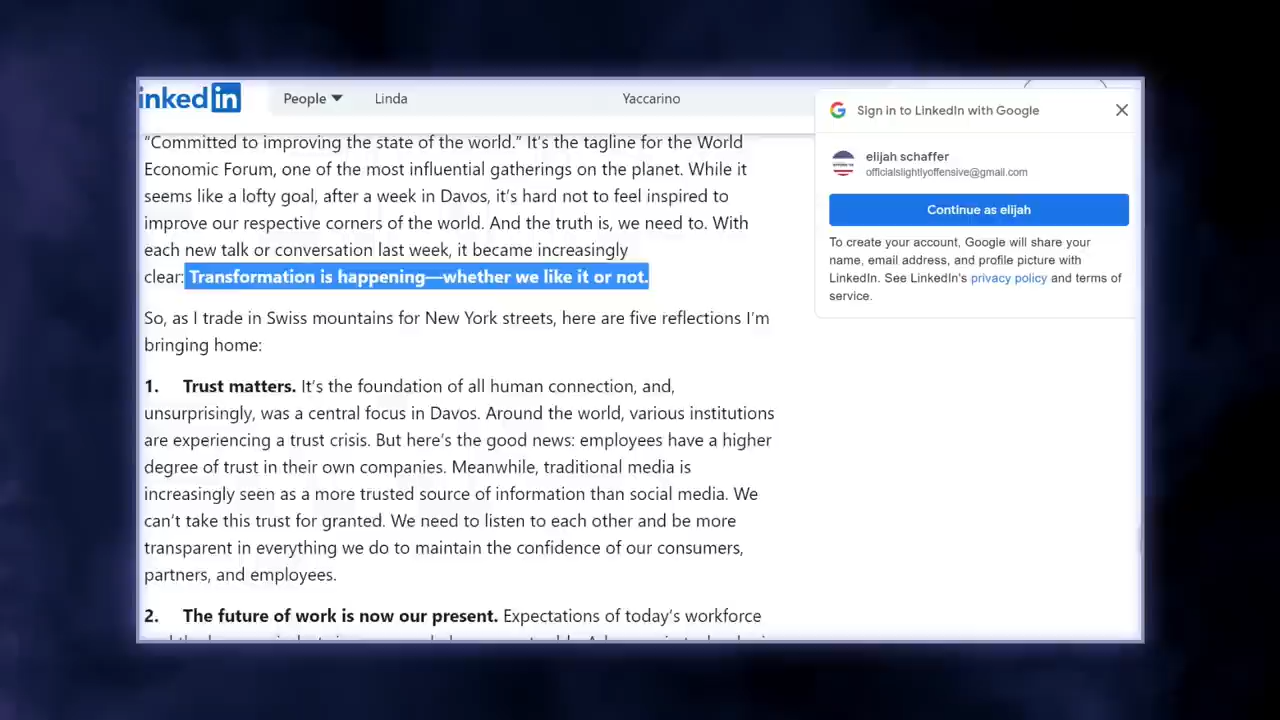 inkedin
People Linda Yaccarino
"Committed to improving the state of the world." It's the tagline for the World
Economic Forum, one of the most influential gatherings on the planet. While it
seems like a lofty goal, after a week in Davos, it's hard not to feel inspired to
improve our respective corners of the world. And the truth is, we need to. With
each new talk or conversation last week, it became increasingly
clear: Transformation is happening—whether we like it or not.
So, as I trade in Swiss mountains for New York streets, here are five reflections I'm
bringing home:
1. Trust matters. It's the foundation of all human connection, and,
unsurprisingly, was a central focus in Davos. Around the world, various institutions
are experiencing a trust crisis. But here's the good news: employees have a higher
degree of trust in their own companies. Meanwhile, traditional media is
increasingly seen as a more trusted source of information than social media. We
can't take this trust for granted. We need to listen to each other and be more
transparent in everything we do to maintain the confidence of our consumers,
partners, and employees.
2. The future of work is now our present. Expectations of today's workforce
Sign in to LinkedIn with Google
elijah schaffer
officialslightlyoffensive@gmail.com
Continue as elijah
To create your account, Google will share your
name, email address, and profile picture with
LinkedIn. See LinkedIn's privacy policy and terms of
service.